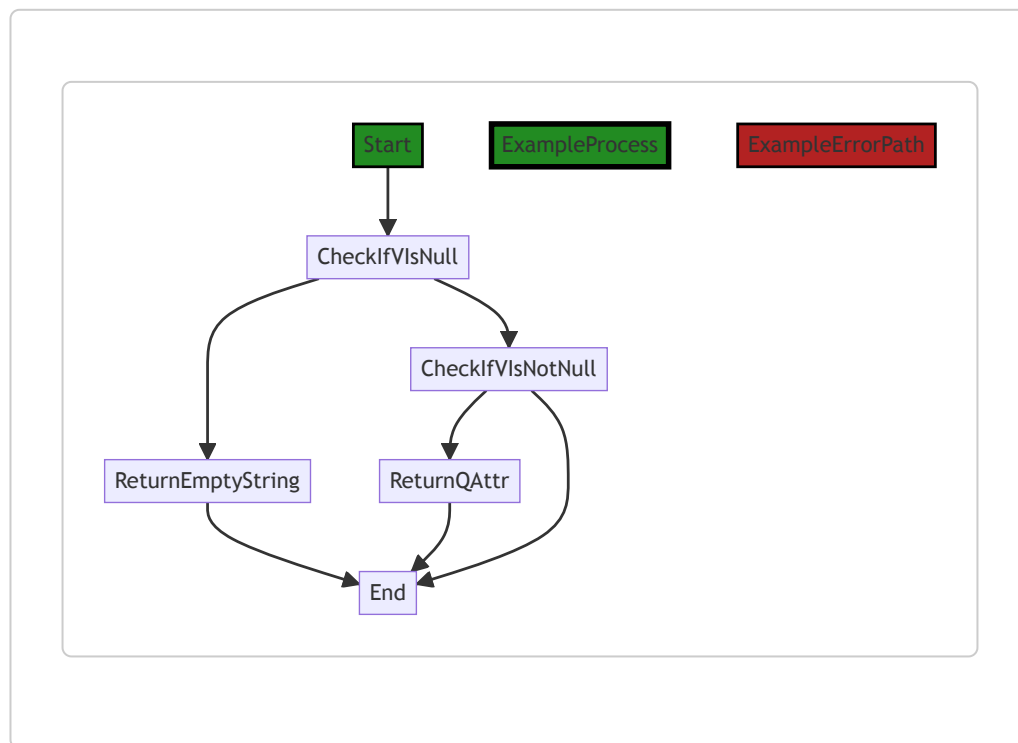 Start
ExampleProcess
ExampleErrorPath
CheckIfVIsNull
CheckIfVIsNotNull
ReturnEmptyString
ReturnQAttr
End